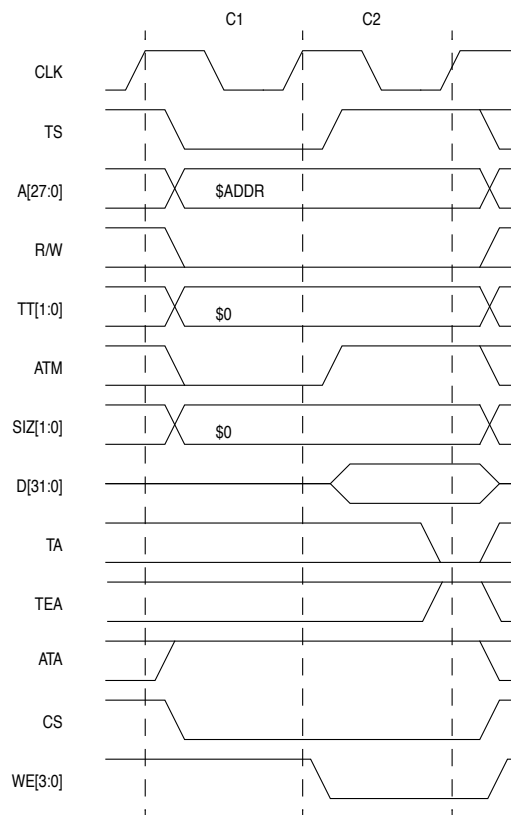 C1 C2
CLK
TS
A[27:0] $ADDR
R/W
TT[1:0] $0
ATM
SIZ[1:0] $0
D[31:0]
TA
TEA
ATA
CS
WE[3:0]